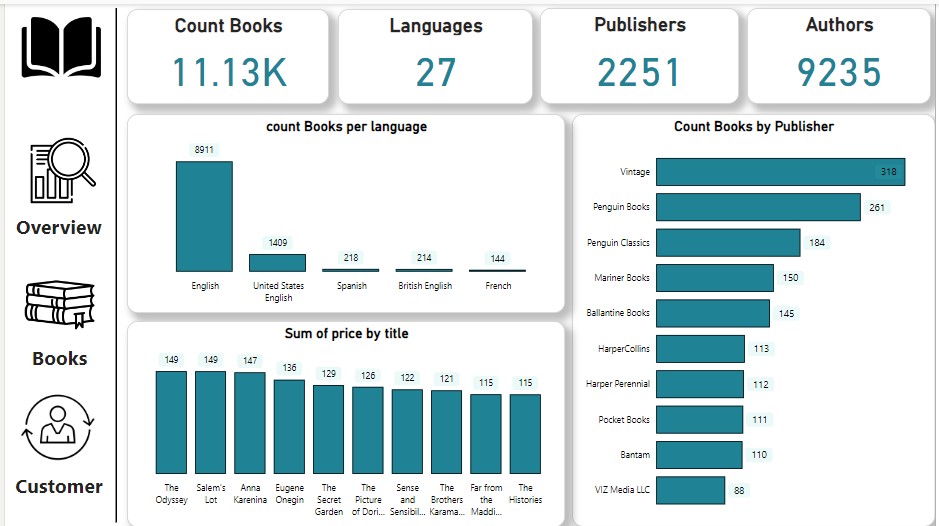 Count Books
11.13K
Languages
27
Publishers
2251
Authors
9235
Overview
Books
Customer
count Books per language
8911
1409
218
214
144
English
United States
English
Spanish
British English
French
Sum of price by title
149
149
147
136
129
126
122
121
115
115
The
Odyssey
Salem's
Lot
Anna
Karenina
Eugene
Onegin
The
Secret
Garden
The
Picture
of Dori...
Sense
and
Sensibil...
The
Brothers
Karama...
Far from
the
Maddi...
The
Histories
Count Books by Publisher
Vintage 318
Penguin Books 261
Penguin Classics 184
Mariner Books 150
Ballantine Books 145
HarperCollins 113
Harper Perennial 112
Pocket Books 111
Bantam 110
VIZ Media LLC 88